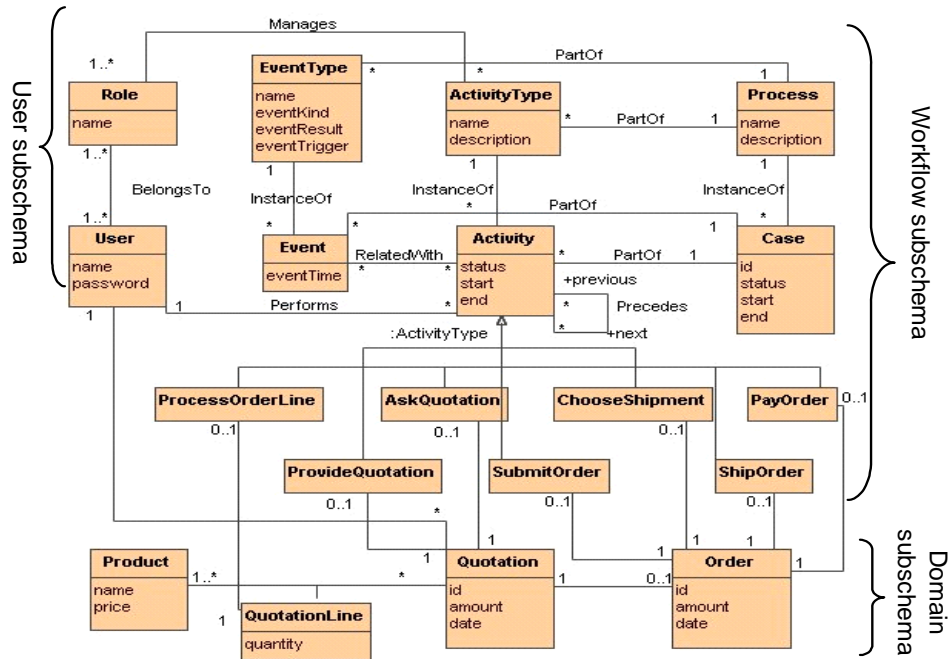 Manages
1..*
EventType
name
eventKind
eventResult
eventTrigger
*
*
PartOf
1
Role
name
ActivityType
name
description
*
PartOf
1
Process
name
description
User subschema
Workflow subschema
1..*
BelongsTo
1..*
1
InstanceOf
*
1
InstanceOf
*
1
InstanceOf
*
User
name
password
Event
eventTime
*
PartOf
1
RelatedWith
*
*
Activity
status
start
end
*
PartOf
1
Case
id
status
start
end
+previous
*
Precedes
*
+next
1
1
Performs
*
:ActivityType
ProcessOrderLine
0..1
AskQuotation
0..1
ChooseShipment
0..1
PayOrder
0..1
ProvideQuotation
0..1
SubmitOrder
0..1
ShipOrder
0..1
*
1
1
1
1
1
1
Product
name
price
1..*
*
Quotation
id
amount
date
1
0..1
Order
id
amount
date
Domain
subschema
1
QuotationLine
quantity